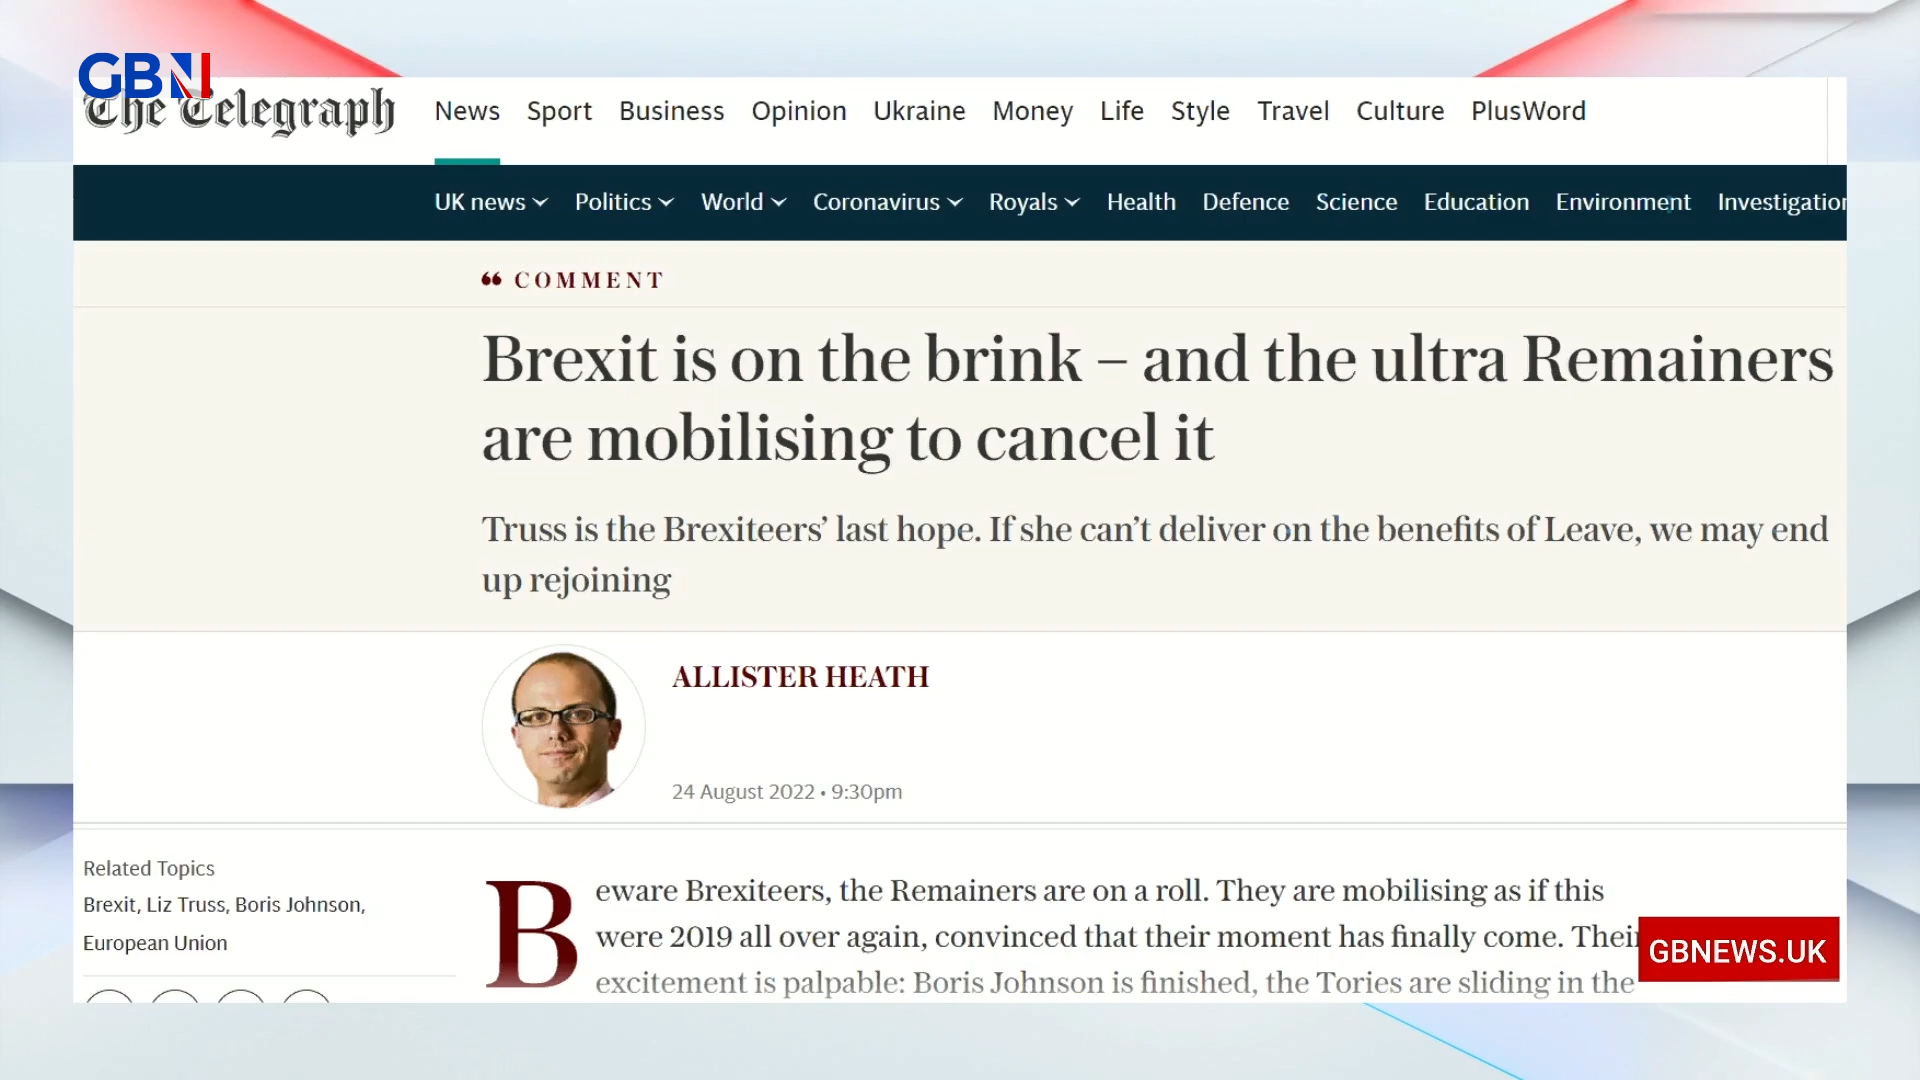 GBN
The Telegraph
News Sport Business Opinion Ukraine Money Life Style Travel Culture PlusWord
UK news Politics World Coronavirus Royals Health Defence Science Education Environment Investigation
“ COMMENT
Brexit is on the brink – and the ultra Remainers
are mobilising to cancel it
Truss is the Brexiteers’ last hope. If she can’t deliver on the benefits of Leave, we may end
up rejoining
ALLISTER HEATH
24 August 2022 • 9:30pm
Related Topics
Brexit, Liz Truss, Boris Johnson,
European Union
Beware Brexiteers, the Remainers are on a roll. They are mobilising as if this
were 2019 all over again, convinced that their moment has finally come. Their
excitement is palpable: Boris Johnson is finished, the Tories are sliding in the
GBNEWS.UK